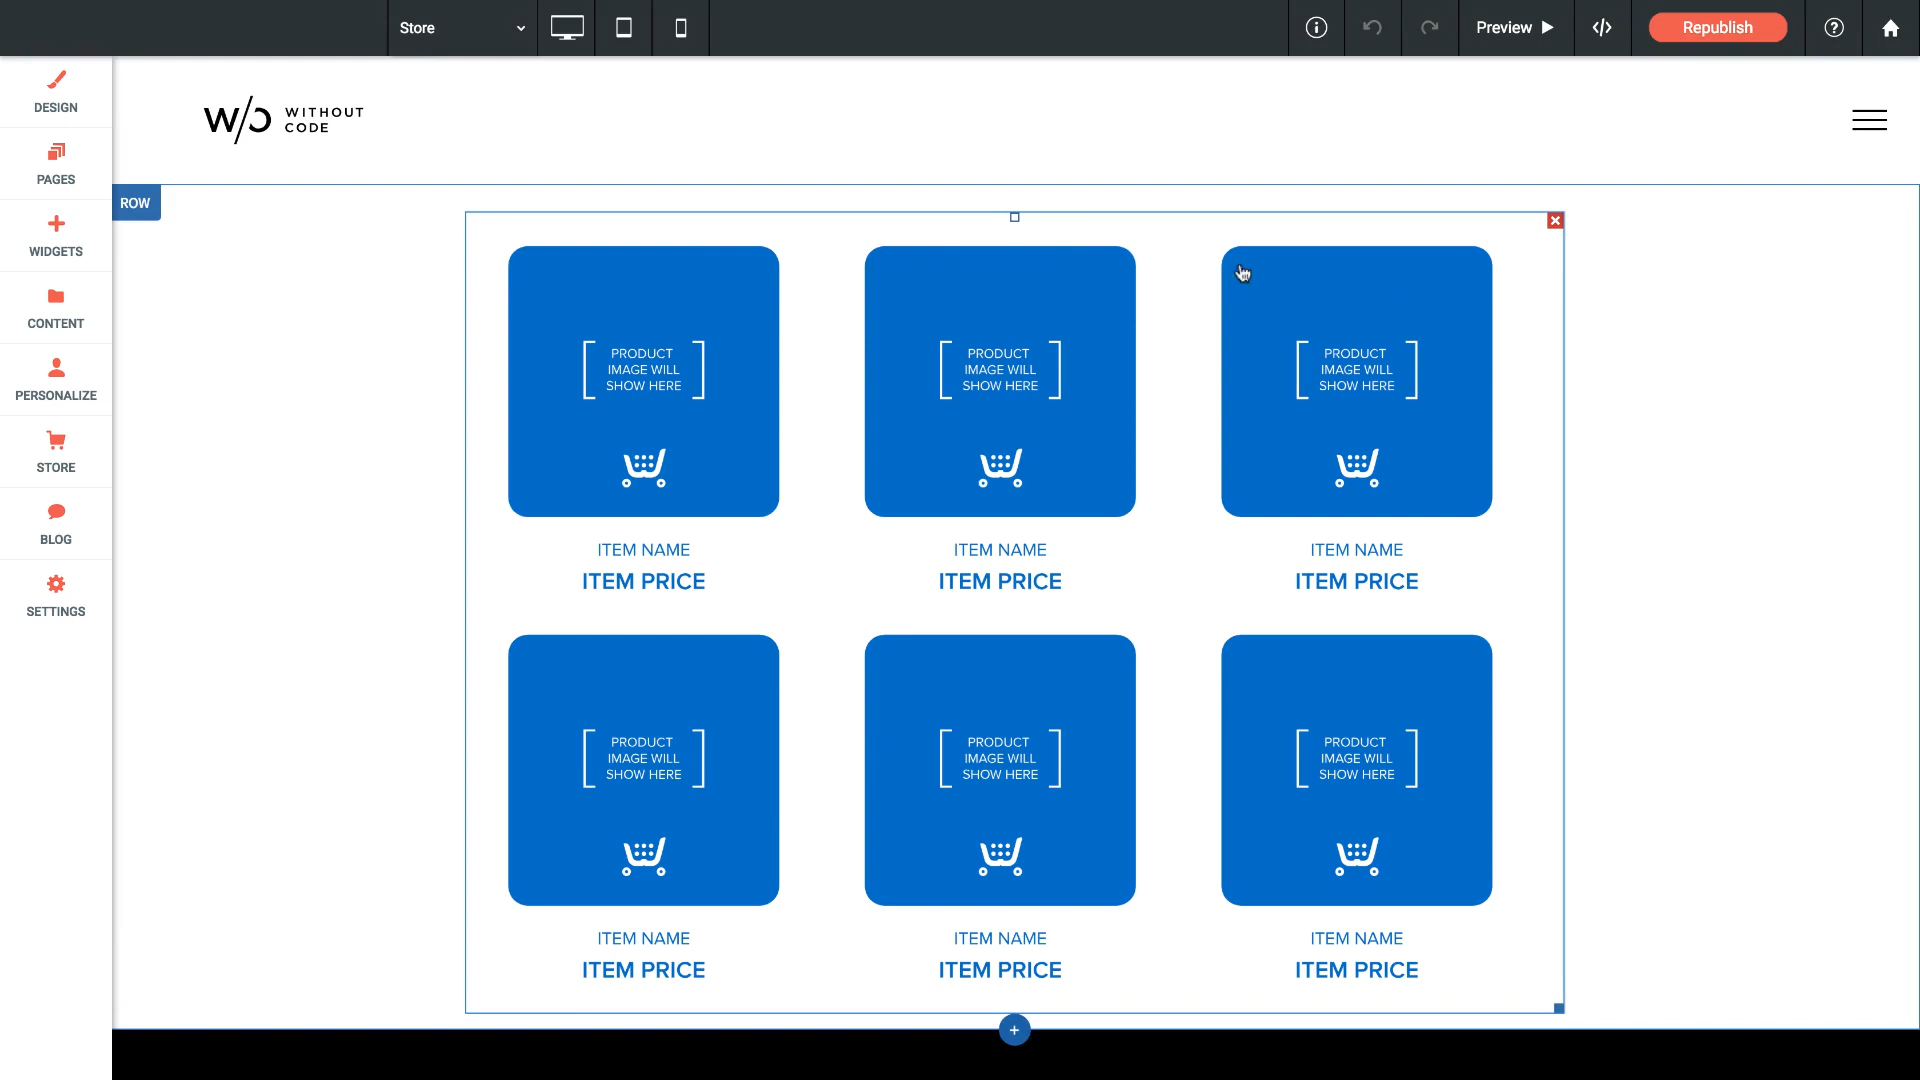 Store
Preview
Republish
DESIGN
PAGES
WIDGETS
CONTENT
PERSONALIZE
STORE
BLOG
SETTINGS
W/O WITHOUT
CODE
ROW
PRODUCT
IMAGE WILL
SHOW HERE
ITEM NAME
ITEM PRICE
PRODUCT
IMAGE WILL
SHOW HERE
ITEM NAME
ITEM PRICE
PRODUCT
IMAGE WILL
SHOW HERE
ITEM NAME
ITEM PRICE
PRODUCT
IMAGE WILL
SHOW HERE
ITEM NAME
ITEM PRICE
PRODUCT
IMAGE WILL
SHOW HERE
ITEM NAME
ITEM PRICE
PRODUCT
IMAGE WILL
SHOW HERE
ITEM NAME
ITEM PRICE